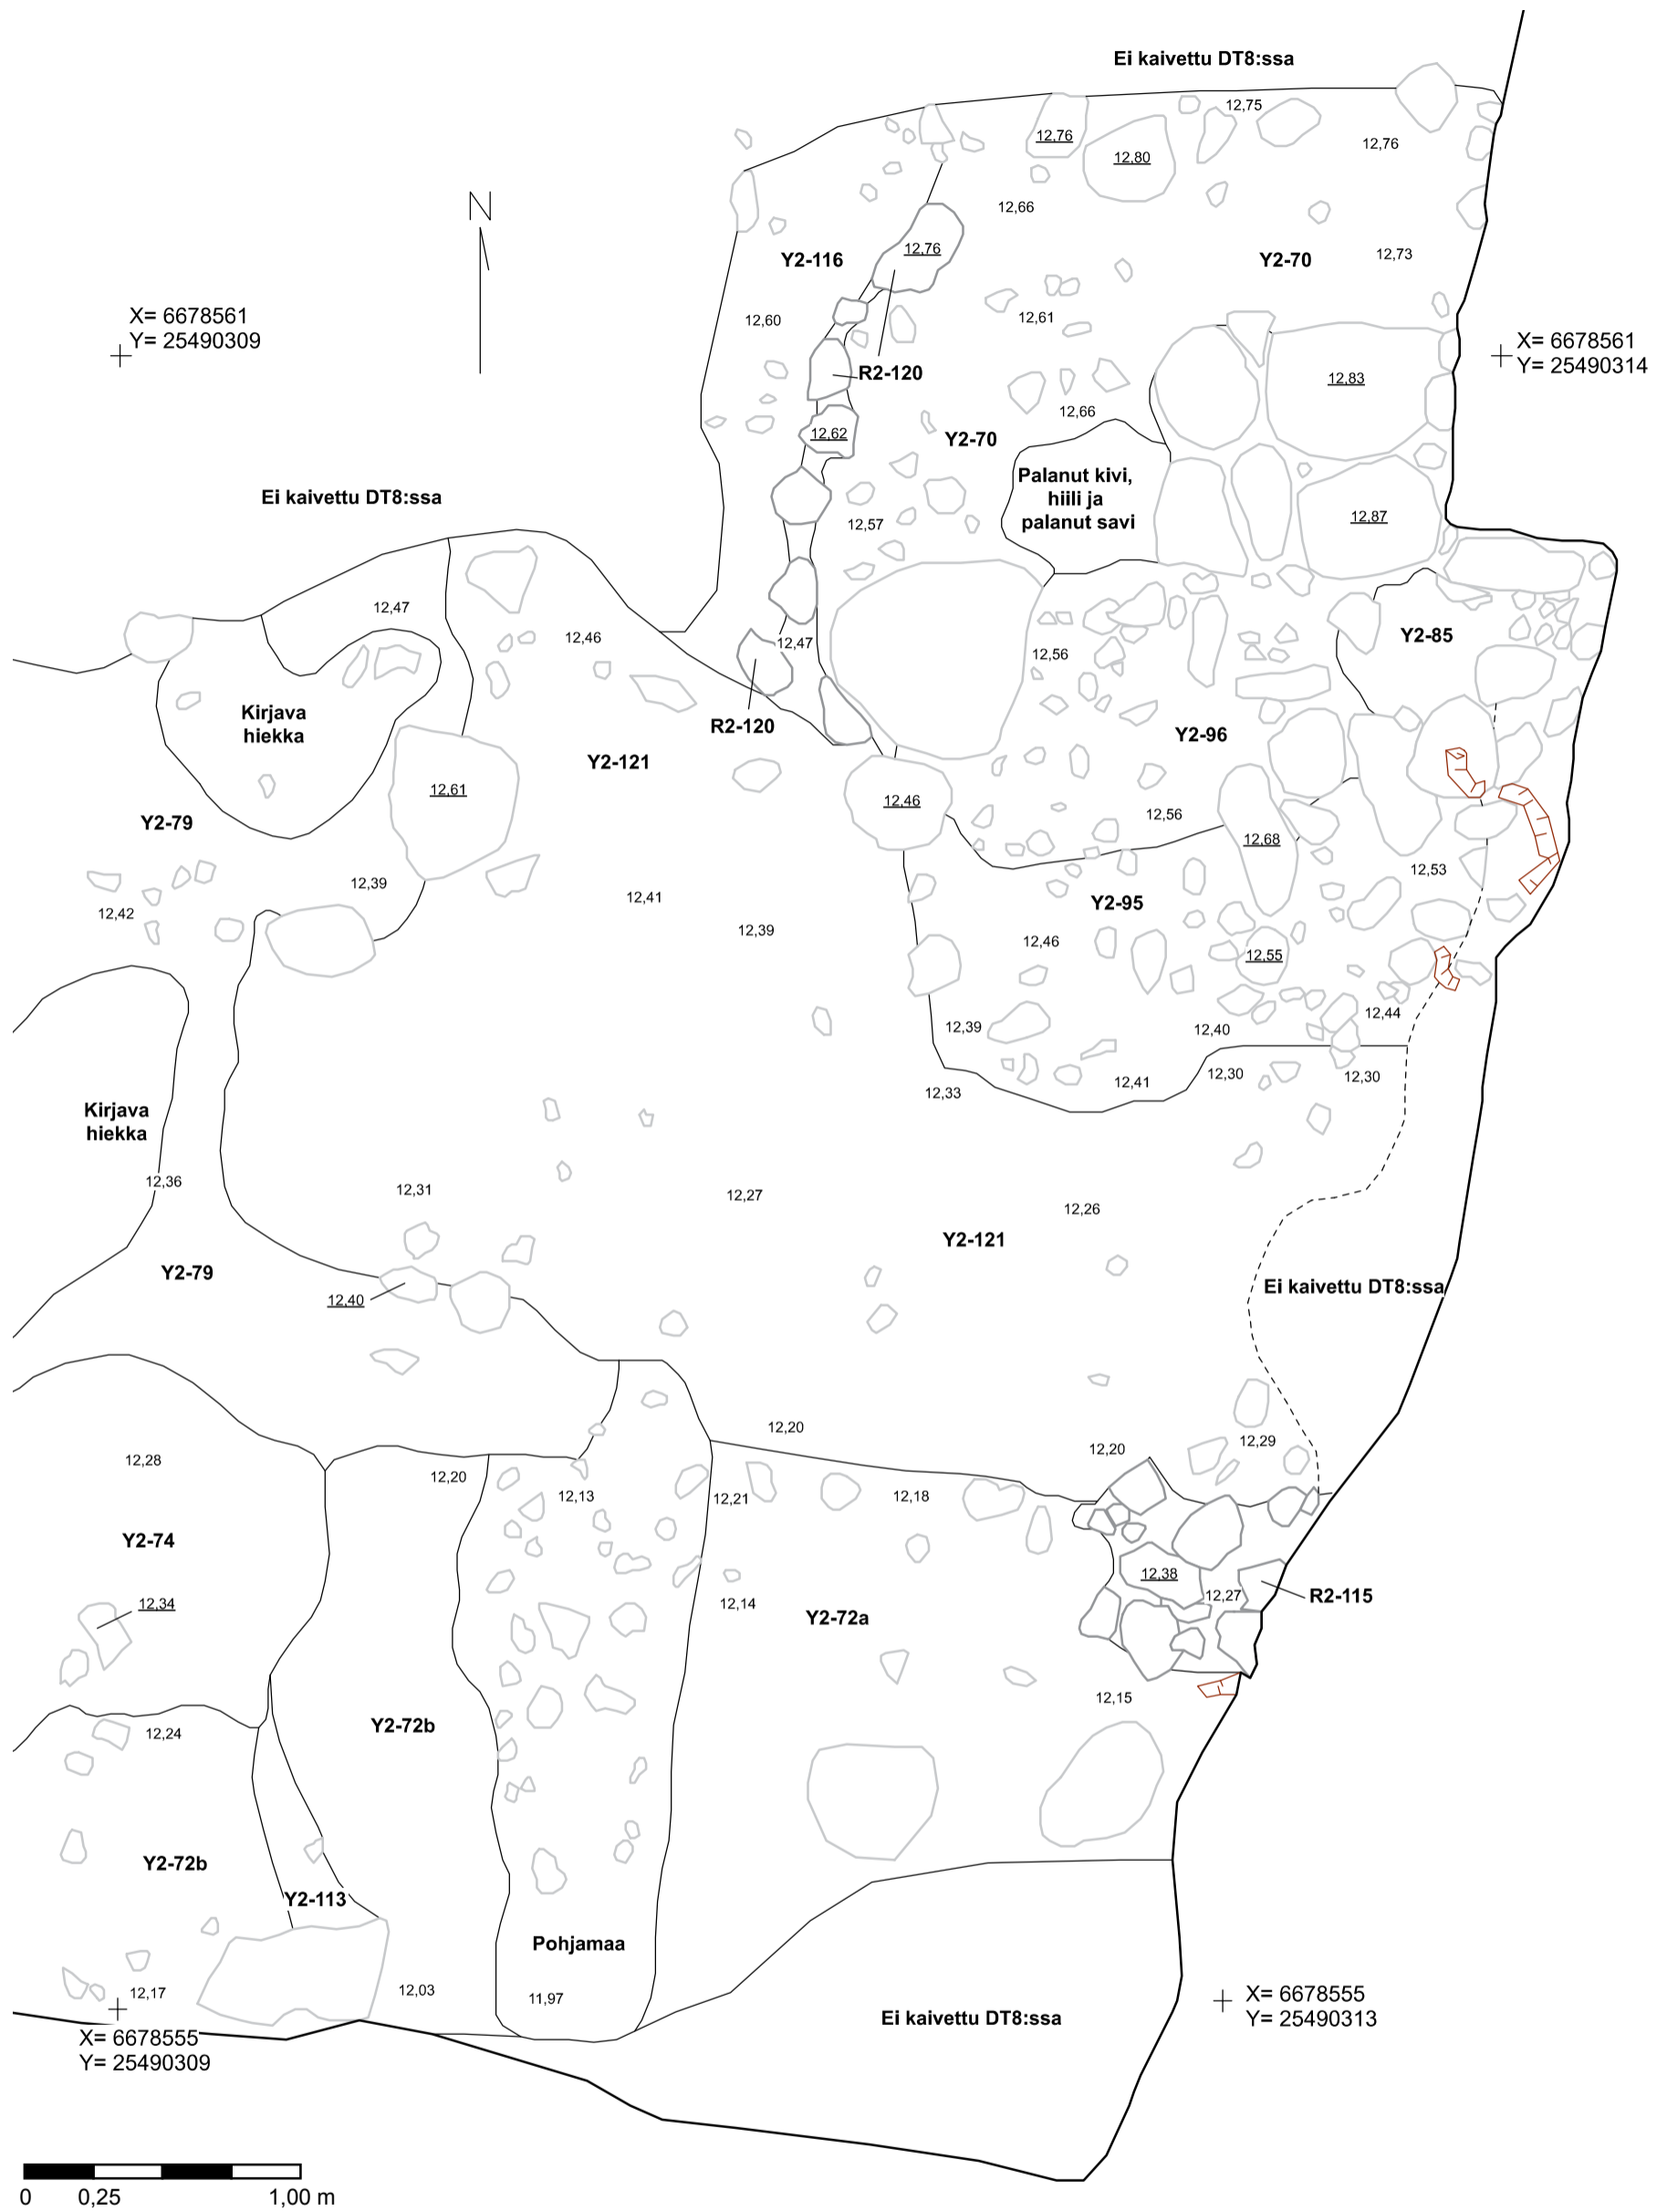 Ei kaivettu DT8:ssa
12,75
12,76
12,80
12,76
12,66
N
12,76
Y2-116
Y2-70
12,73
X= 6678561
Y= 25490309
12,60
12,61
X= 6678561
Y= 25490314
R2-120
12,83
12,66
12,62
Y2-70
Ei kaivettu DT8:ssa
Palanut kivi,
hiili ja
palanut savi
12,57
12,87
12,47
12,46
12,47
12,56
Y2-85
Kirjava
hiekka
R2-120
Y2-96
Y2-121
12,61
12,46
12,56
Y2-79
12,68
12,39
12,53
12,42
12,41
12,39
Y2-95
12,46
12,55
12,39
12,40
12,44
12,33
12,41
12,30
12,30
Kirjava
hiekka
12,36
12,31
12,27
12,26
Y2-121
Y2-79
Ei kaivettu DT8:ssa
12,40
12,20
12,28
12,20
12,20
12,29
12,13
12,21
12,18
Y2-74
12,38
12,34
12,14
Y2-72a
12,27
R2-115
12,15
12,24
Y2-72b
Y2-72b
Y2-113
Pohjamaa
12,17
12,03
11,97
X= 6678555
Y= 25490313
Ei kaivettu DT8:ssa
X= 6678555
Y= 25490309
0 0,25 1,00 m